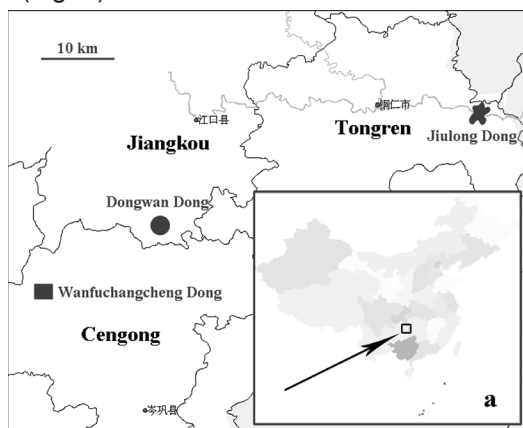 10 km
江口县
Jiangkou
铜仁市
Tongren
Jiulong Dong
Dongwan Dong
Wanfuchangcheng Dong
Cengong
岑巩县
a